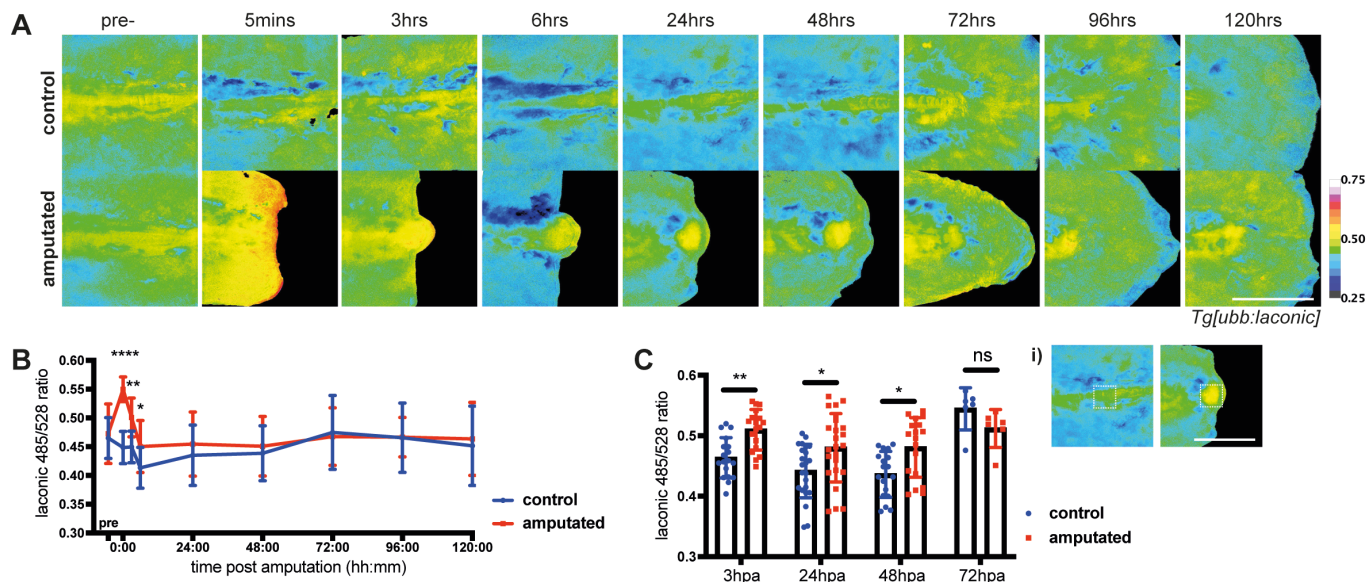 A
pre- 5mins 3hrs 6hrs 24hrs 48hrs 72hrs 96hrs 120hrs
control
amputated
0.75
0.50
0.25
Tg[ubb:laconic]
B
laconic 485/528 ratio
0.60
0.55
0.50
0.45
0.40
0.35
0.30
****
**
*
pre
0:00 24:00 48:00 72:00 96:00 120:00
time post amputation (hh:mm)
control
amputated
C
laconic 485/528 ratio
0.6
0.5
0.4
0.3
** * * ns
3hpa 24hpa 48hpa 72hpa
i)
control
amputated